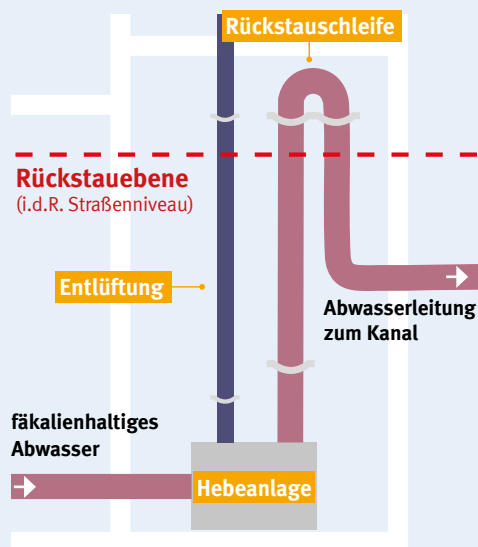 Rückstauschleife
Rückstauebene
(i.d.R. Straßenniveau)
Entlüftung
Abwasserleitung
zum Kanal
fäkalienhaltiges
Abwasser
Hebeanlage